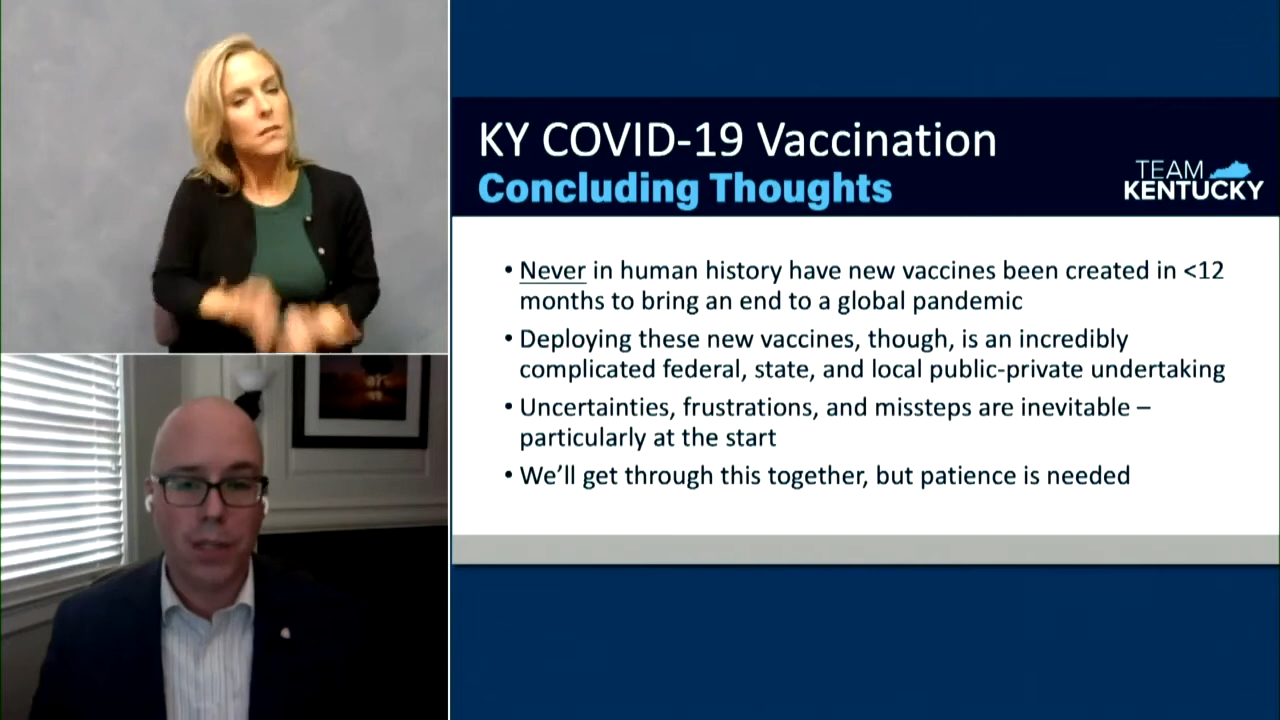 KY COVID-19 Vaccination
Concluding Thoughts
TEAM
KENTUCKY
• Never in human history have new vaccines been created in <12
months to bring an end to a global pandemic
• Deploying these new vaccines, though, is an incredibly
complicated federal, state, and local public-private undertaking
• Uncertainties, frustrations, and missteps are inevitable –
particularly at the start
• We’ll get through this together, but patience is needed